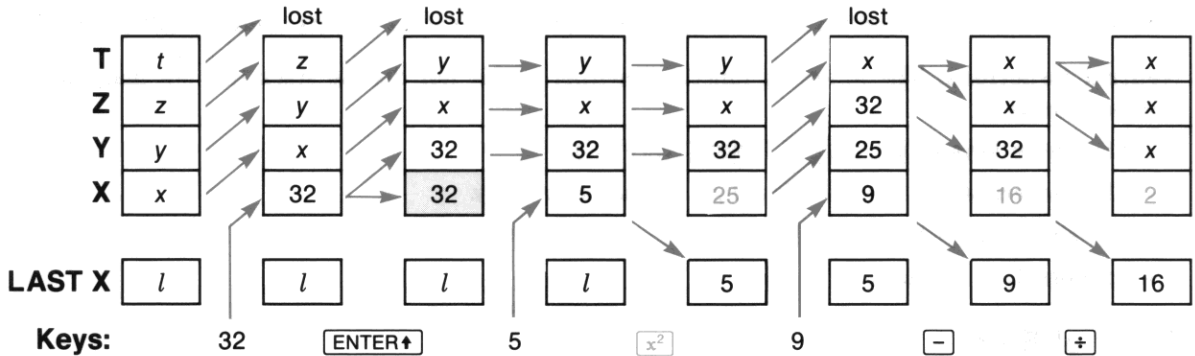 lost lost lost
T t z y y y x x x
Z z y x x x 32 x x
Y y x 32 32 32 25 32 x
X x 32 32 5 25 9 16 2
LAST X l l l l 5 5 9 16
Keys: 32 ENTER↑ 5 x² 9 − ÷